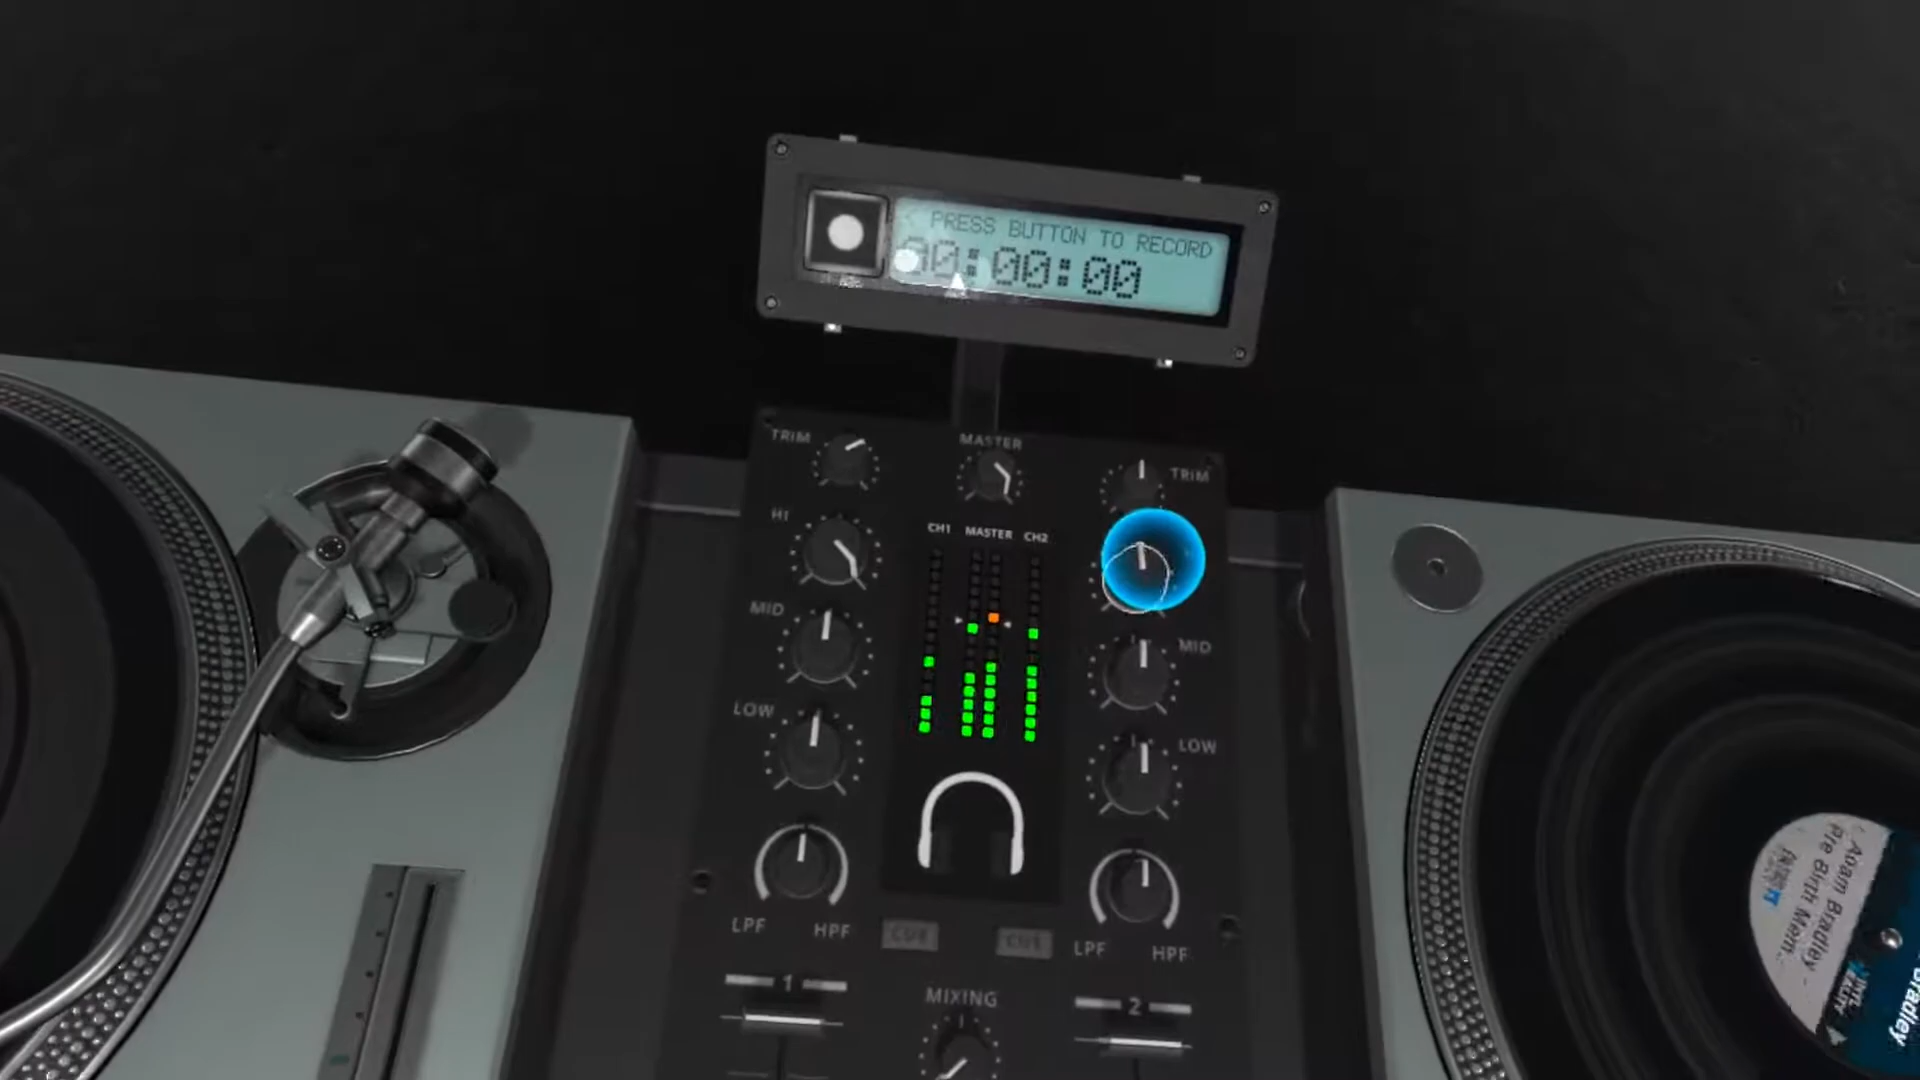 PRESS BUTTON TO RECORD
00:00:00
TRIM
MASTER
TRIM
HI
CH1 MASTER CH2
MID
MID
LOW
LOW
LPF HPF
CUE
CUE
LPF HPF
1
MIXING
2
Adam Bradley
Pre Birth Mem...